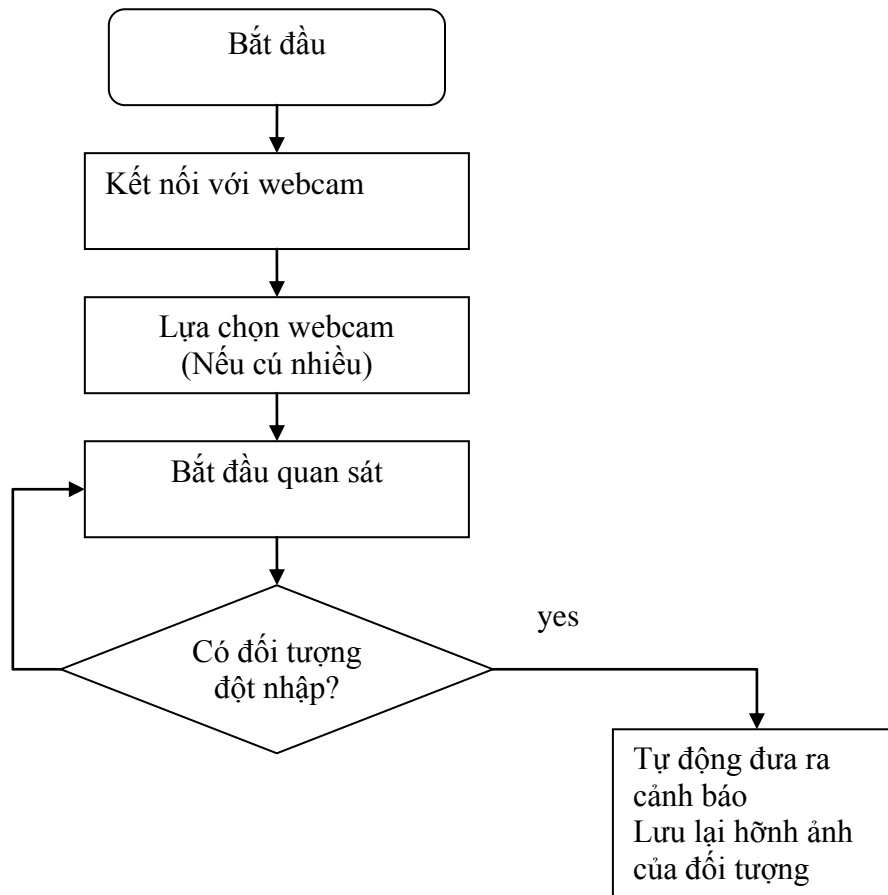 Bắt đầu
Kết nối với webcam
Lựa chọn webcam
(Nếu cú nhiều)
Bắt đầu quan sát
yes
Có đối tượng
đột nhập?
Tự động đưa ra
cảnh báo
Lưu lại hỡnh ảnh
của đối tượng